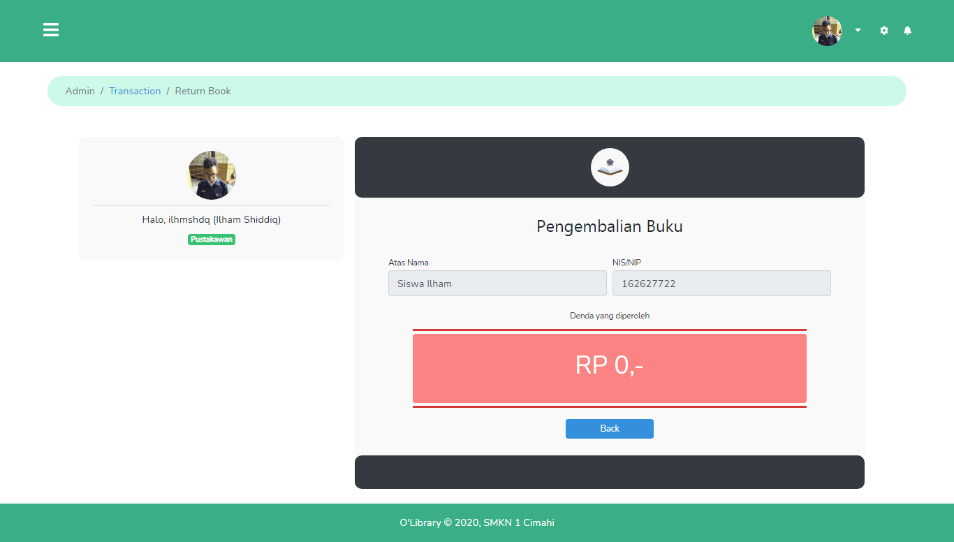 Admin / Transaction / Return Book
Halo, ilhmshdq (Ilham Shiddiq)
Pustakawan
Pengembalian Buku
Atas Nama
NIS/NIP
Siswa Ilham
162627722
Denda yang diperoleh
RP 0,-
Back
O'Library © 2020, SMKN 1 Cimahi